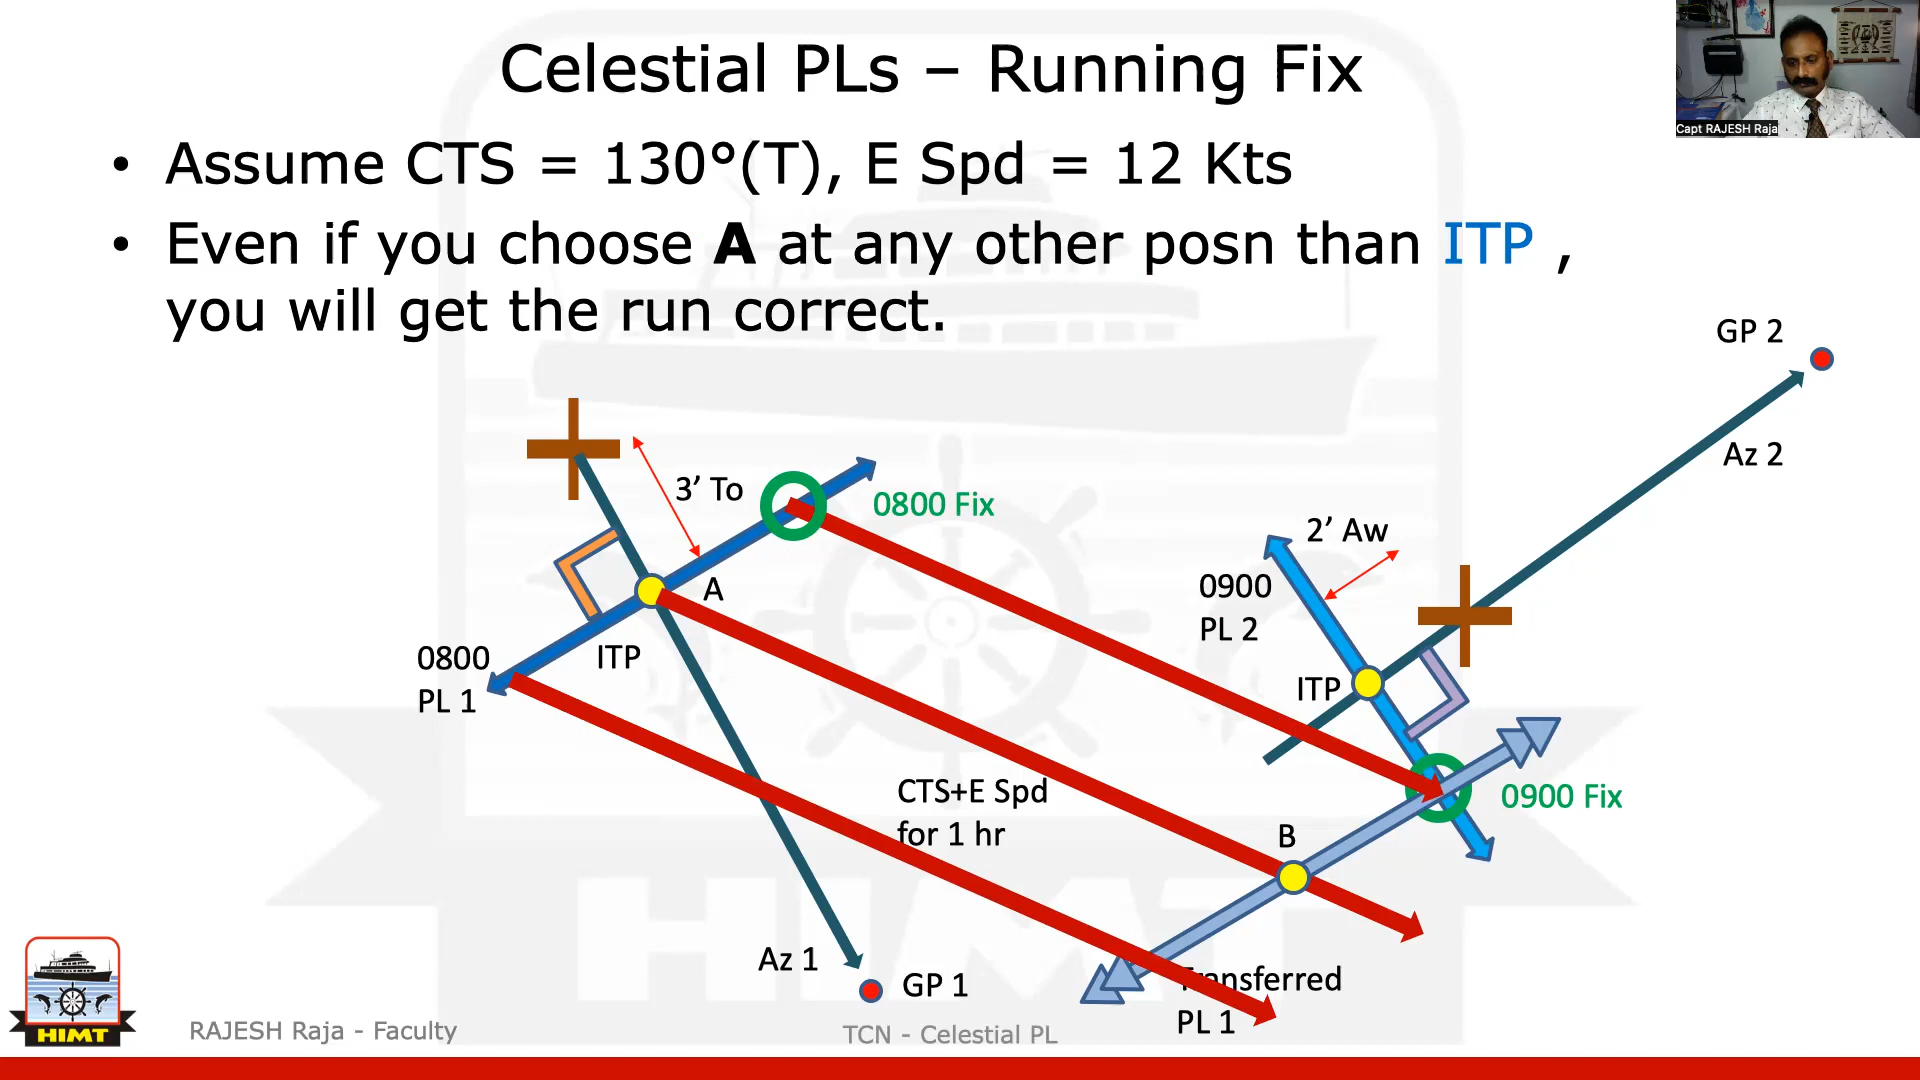 Celestial PLs – Running Fix
Capt RAJESH Raja
• Assume CTS = 130°(T), E Spd = 12 Kts
• Even if you choose A at any other posn than ITP ,
you will get the run correct.
GP 2
Az 2
3’ To
0800 Fix
2’ Aw
A
0900
PL 2
ITP
0800
PL 1
ITP
CTS+E Spd
for 1 hr
0900 Fix
B
Az 1
GP 1
Transferred
PL 1
HIMT
HIMT
RAJESH Raja - Faculty
TCN - Celestial PL